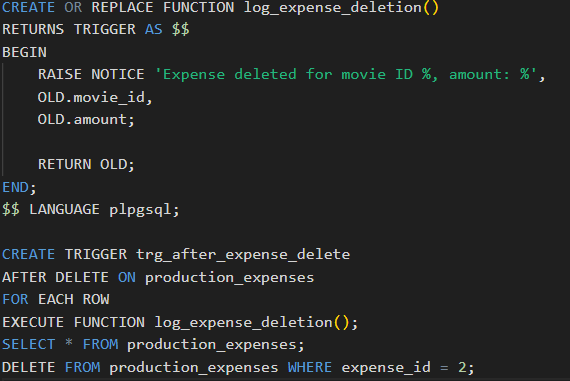 CREATE OR REPLACE FUNCTION log_expense_deletion()
RETURNS TRIGGER AS $$
BEGIN
    RAISE NOTICE 'Expense deleted for movie ID %, amount: %',
    OLD.movie_id,
    OLD.amount;

    RETURN OLD;
END;
$$ LANGUAGE plpgsql;

CREATE TRIGGER trg_after_expense_delete
AFTER DELETE ON production_expenses
FOR EACH ROW
EXECUTE FUNCTION log_expense_deletion();
SELECT * FROM production_expenses;
DELETE FROM production_expenses WHERE expense_id = 2;